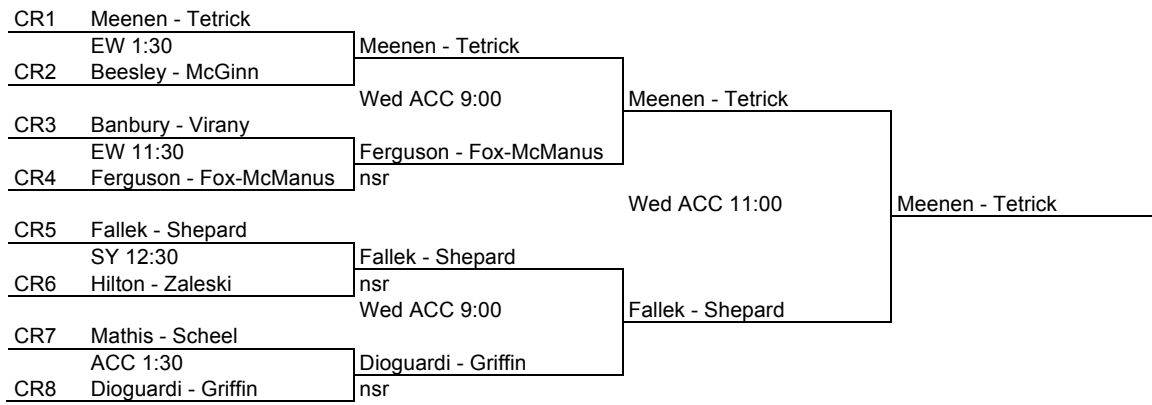 CR1 Meenen - Tetrick
EW 1:30 Meenen - Tetrick
CR2 Beesley - McGinn
Wed ACC 9:00 Meenen - Tetrick
CR3 Banbury - Virany
EW 11:30 Ferguson - Fox-McManus
CR4 Ferguson - Fox-McManus nsr
Wed ACC 11:00 Meenen - Tetrick
CR5 Fallek - Shepard
SY 12:30 Fallek - Shepard
CR6 Hilton - Zaleski nsr
Wed ACC 9:00 Fallek - Shepard
CR7 Mathis - Scheel
ACC 1:30 Dioguardi - Griffin
CR8 Dioguardi - Griffin nsr